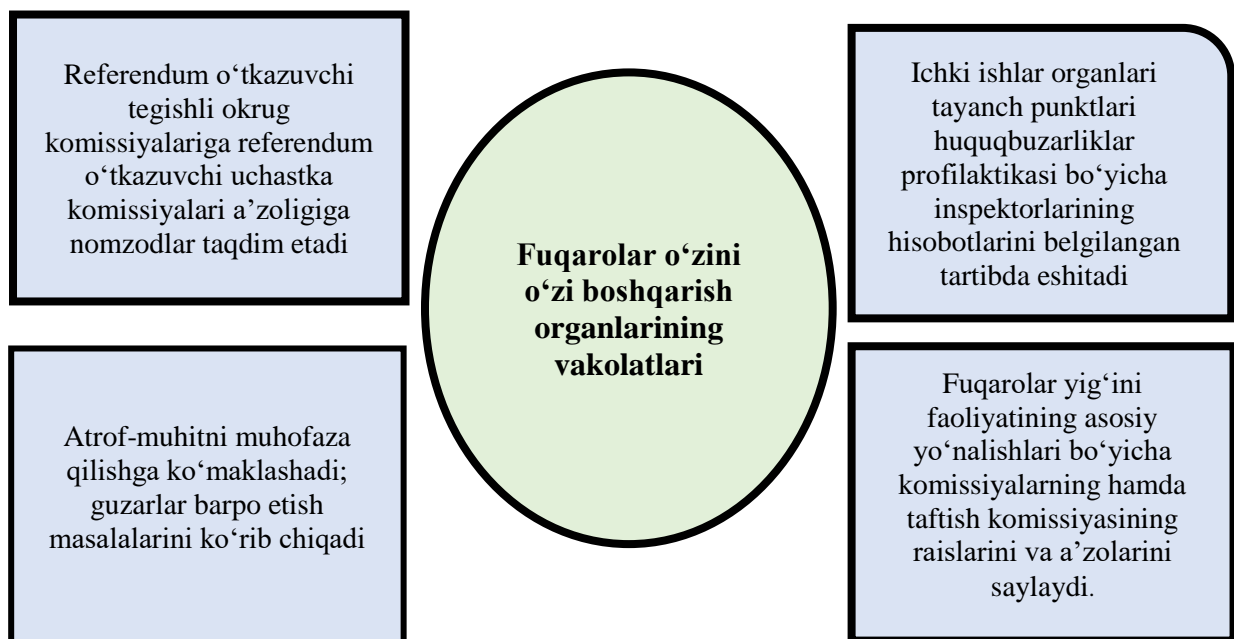 Referendum o‘tkazuvchi
tegishli okrug
komissiyalariga referendum
o‘tkazuvchi uchastka
komissiyalari a’zoligiga
nomzodlar taqdim etadi
Ichki ishlar organlari
tayanch punktlari
huquqbuzarliklar
profilaktikasi bo‘yicha
inspektorlarining
hisobotlarini belgilangan
tartibda eshitadi
Fuqarolar o‘zini
o‘zi boshqarish
organlarining
vakolatlari
Atrof-muhitni muhofaza
qilishga ko‘maklashadi;
guzarlar barpo etish
masalalarini ko‘rib chiqadi
Fuqarolar yig‘ini
faoliyatining asosiy
yo‘nalishlari bo‘yicha
komissiyalarning hamda
taftish komissiyasining
raislarini va a’zolarini
saylaydi.